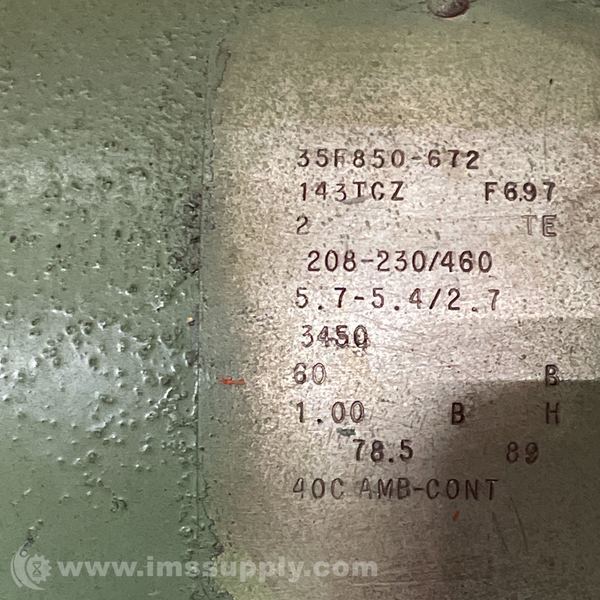 35F850-672
143TCZ F697
2 TE
208-230/460
5.7-5.4/2.7
3450
60 B
1.00 B H
78.5 89
40C AMB-CONT
www.imssupply.com